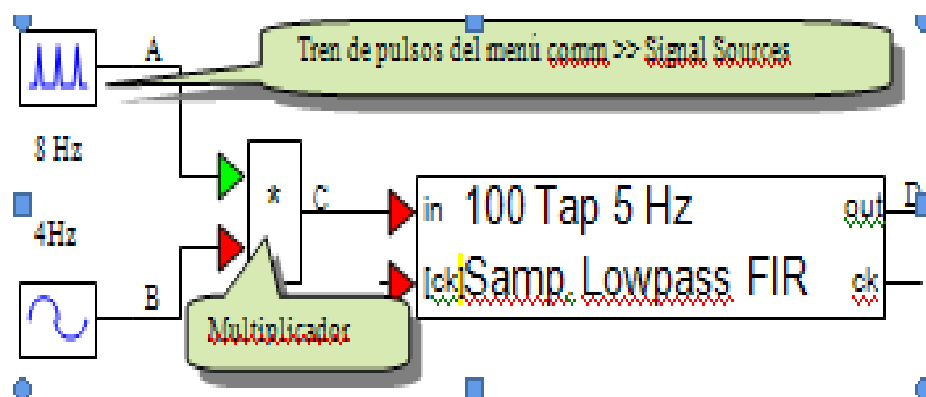 A
Tren de pulsos del menú comm >> Signal Sources
8 Hz
*
C
in 100 Tap 5 Hz out D
4Hz
[ck] Samp. Lowpass FIR ck
B
Multiplicador